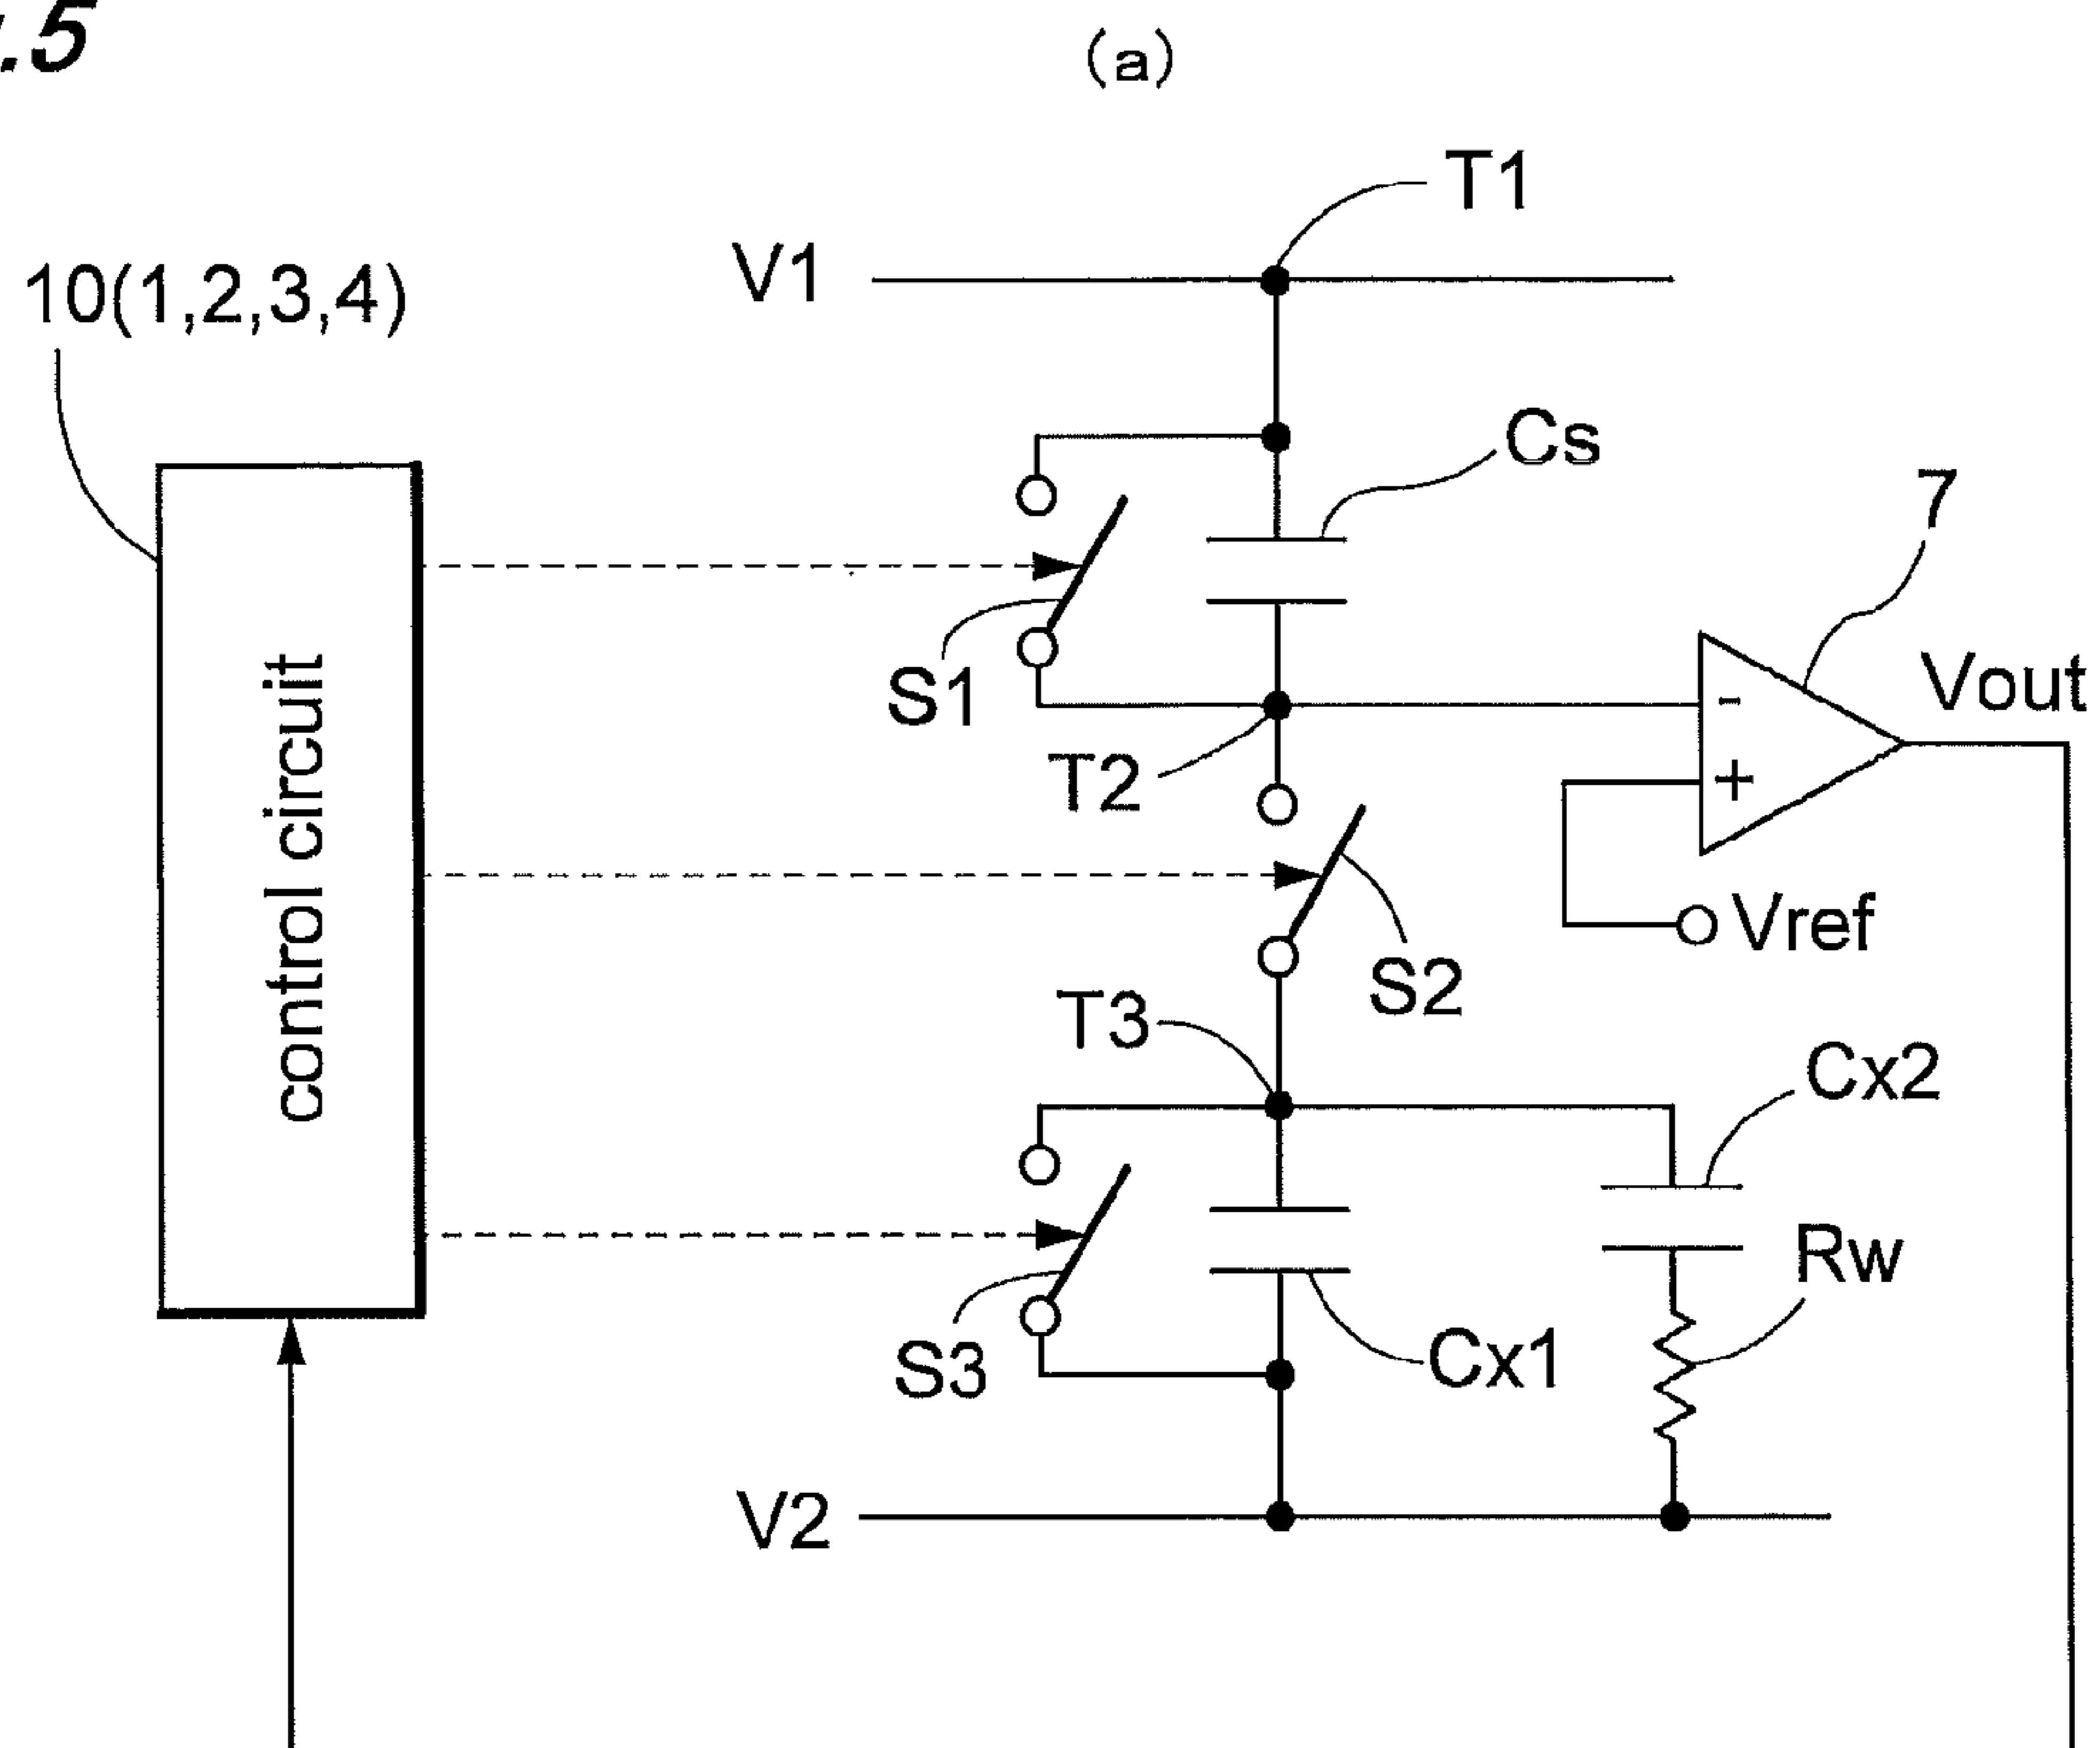 .5
(a)
T1
V1
10(1,2,3,4)
Cs
7
S1
Vout
-
T2
+
control circuit
Vref
S2
T3
Cx2
Rw
S3
Cx1
V2